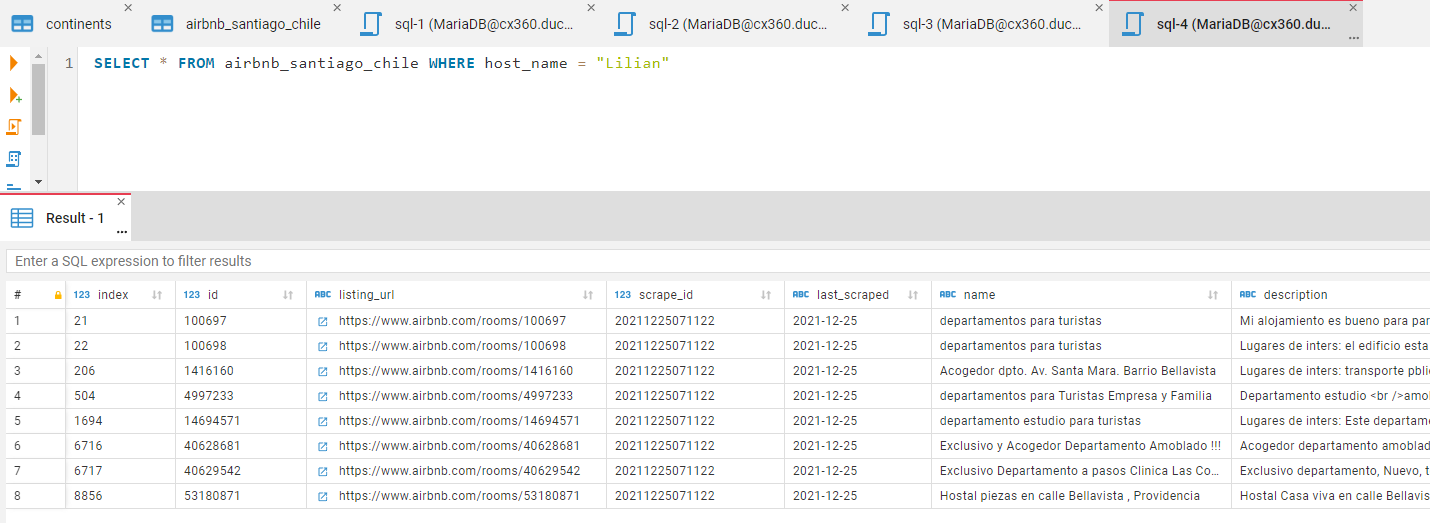 continents airbnb_santiago_chile sql-1 (MariaDB@cx360.duc... sql-2 (MariaDB@cx360.duc... sql-3 (MariaDB@cx360.duc... sql-4 (MariaDB@cx360.du...
1 SELECT * FROM airbnb_santiago_chile WHERE host_name = "Lilian"
Result - 1
Enter a SQL expression to filter results
# 123 index 123 id ABC listing_url 123 scrape_id ABC last_scraped ABC name ABC description
1 21 100697 https://www.airbnb.com/rooms/100697 20211225071122 2021-12-25 departamentos para turistas Mi alojamiento es bueno para par
2 22 100698 https://www.airbnb.com/rooms/100698 20211225071122 2021-12-25 departamentos para turistas Lugares de inters: el edificio esta
3 206 1416160 https://www.airbnb.com/rooms/1416160 20211225071122 2021-12-25 Acogedor dpto. Av. Santa Mara. Barrio Bellavista Lugares de inters: transporte pblic
4 504 4997233 https://www.airbnb.com/rooms/4997233 20211225071122 2021-12-25 departamentos para Turistas Empresa y Familia Departamento estudio <br />amob
5 1694 14694571 https://www.airbnb.com/rooms/14694571 20211225071122 2021-12-25 departamento estudio para turistas Lugares de inters: Este departame
6 6716 40628681 https://www.airbnb.com/rooms/40628681 20211225071122 2021-12-25 Exclusivo y Acogedor Departamento Amoblado !!! Acogedor departamento amoblad
7 6717 40629542 https://www.airbnb.com/rooms/40629542 20211225071122 2021-12-25 Exclusivo Departamento a pasos Clinica Las Co... Exclusivo departamento, Nuevo, t
8 8856 53180871 https://www.airbnb.com/rooms/53180871 20211225071122 2021-12-25 Hostal piezas en calle Bellavista , Providencia Hostal Casa viva en calle Bellavis